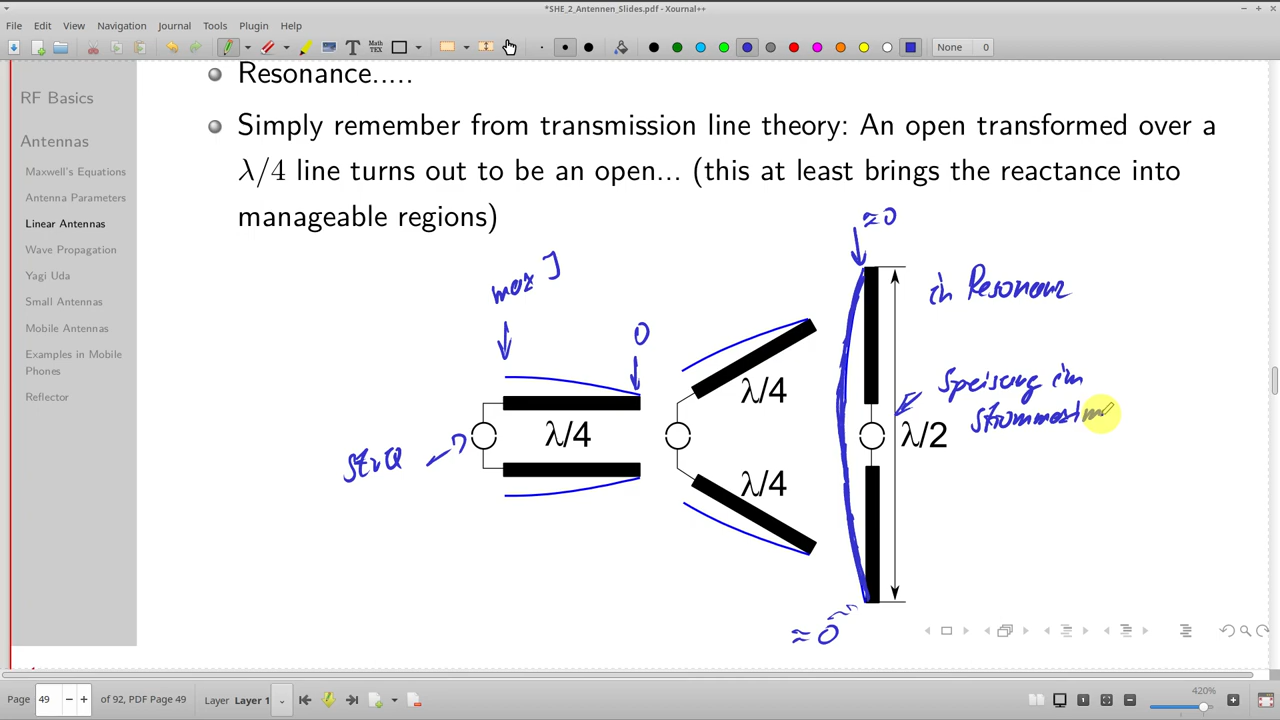 *SHE_2_Antennen_Slides.pdf - Xournal++
File Edit View Navigation Journal Tools Plugin Help
None 0
RF Basics
Antennas
Maxwell's Equations
Antenna Parameters
Linear Antennas
Wave Propagation
Yagi Uda
Small Antennas
Mobile Antennas
Examples in Mobile
Phones
Reflector
Resonance.....
Simply remember from transmission line theory: An open transformed over a
λ/4 line turns out to be an open... (this at least brings the reactance into
manageable regions)
≈0
max J
in Resonanz
0
λ/4
Speisung im
λ/4
λ/2
λ/4
≈0
Page 49 of 92, PDF Page 49 Layer Layer 1
420%